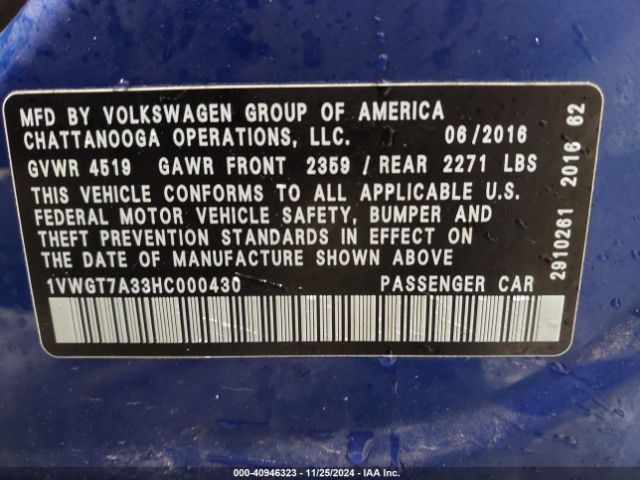 MFD BY VOLKSWAGEN GROUP OF AMERICA
CHATTANOOGA OPERATIONS, LLC. 06/2016
GVWR 4519 GAWR FRONT 2359 / REAR 2271 LBS
THIS VEHICLE CONFORMS TO ALL APPLICABLE U.S.
FEDERAL MOTOR VEHICLE SAFETY, BUMPER AND
THEFT PREVENTION STANDARDS IN EFFECT ON
THE DATE OF MANUFACTURE SHOWN ABOVE
1VWGT7A33HC000430 PASSENGER CAR
2910261 2016 62
000-40946323 - 11/25/2024 - IAA Inc.